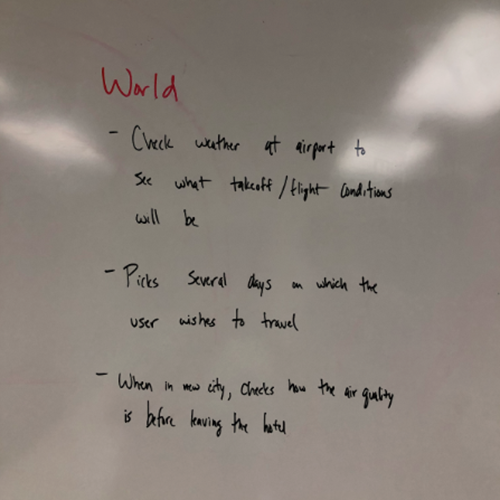 World
- Check weather at airport to
see what takeoff/flight conditions
will be
- Picks several days on which the
user wishes to travel
- When in new city, checks how the air quality
is before leaving the hotel